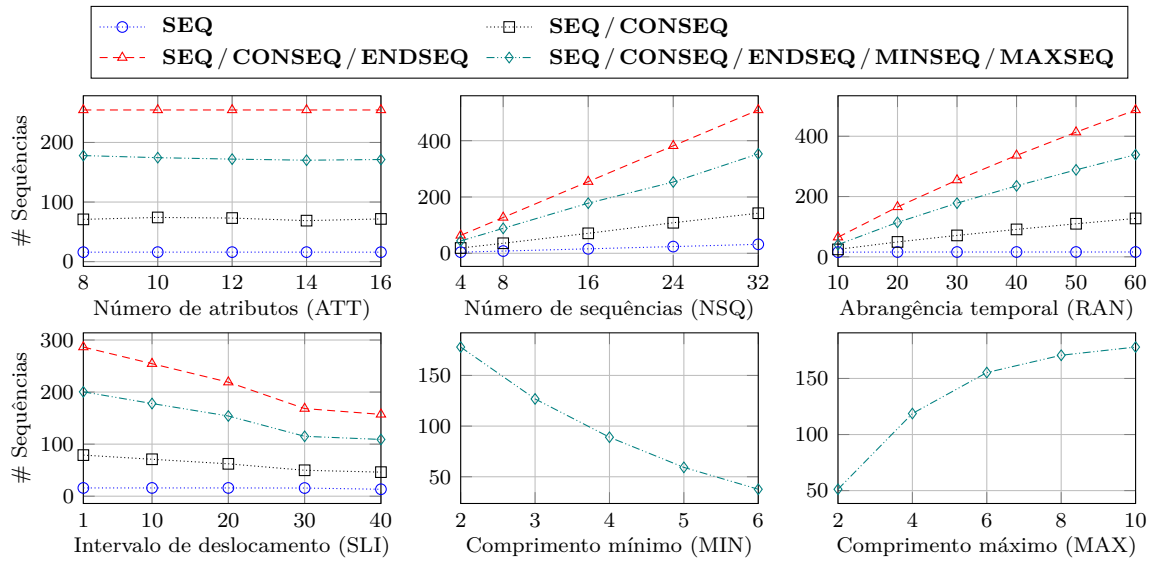 SEQ
SEQ / CONSEQ
SEQ / CONSEQ / ENDSEQ
SEQ / CONSEQ / ENDSEQ / MINSEQ / MAXSEQ
# Sequências
200
100
0
8 10 12 14 16
Número de atributos (ATT)
400
200
0
4 8 16 24 32
Número de sequências (NSQ)
400
200
0
10 20 30 40 50 60
Abrangência temporal (RAN)
# Sequências
300
200
100
0
1 10 20 30 40
Intervalo de deslocamento (SLI)
150
100
50
2 3 4 5 6
Comprimento mínimo (MIN)
150
100
50
2 4 6 8 10
Comprimento máximo (MAX)